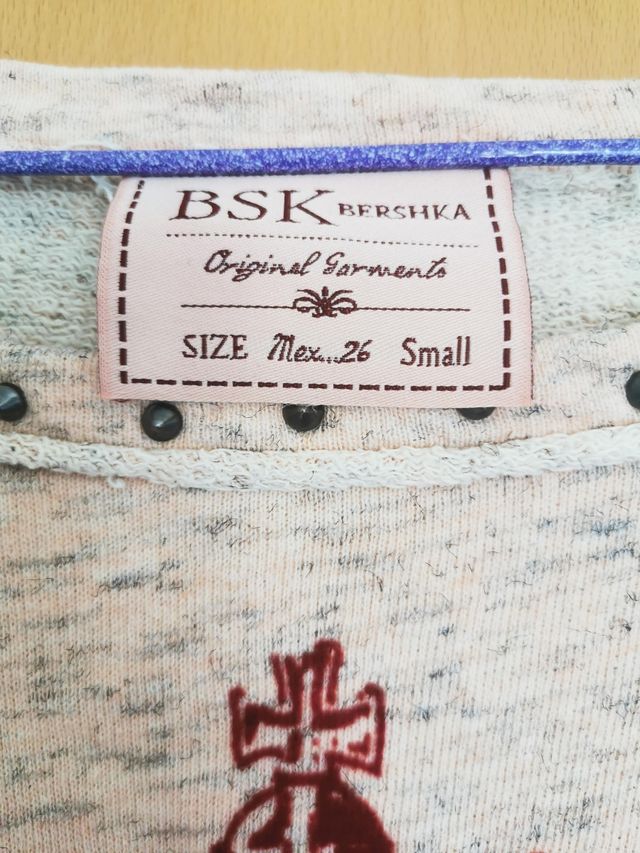 BSK BERSHKA
Original Garments
SIZE Mex...26 Small